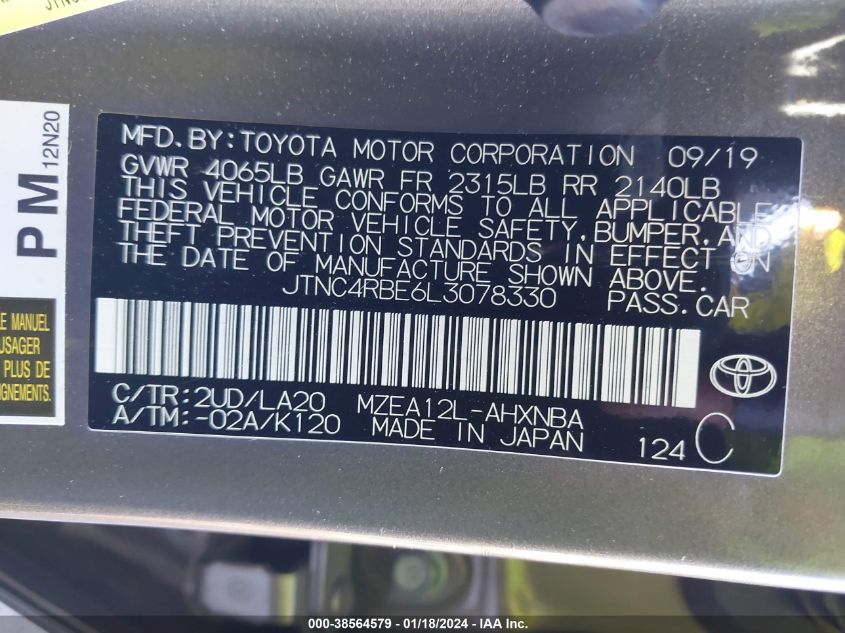 PM 12N20
LE MANUEL
USAGER
PLUS DE
IGNEMENTS.
MFD.BY:TOYOTA MOTOR CORPORATION 09/19
GVWR 4065LB GAWR FR 2315LB RR 2140LB
THIS VEHICLE CONFORMS TO ALL APPLICABLE
FEDERAL MOTOR VEHICLE SAFETY,BUMPER,AND
THEFT PREVENTION STANDARDS IN EFFECT ON
THE DATE OF MANUFACTURE SHOWN ABOVE.
JTNC4RBE6L3078330 PASS.CAR
C/TR:2UD/LA20 MZEA12L-AHXNBA
A/TM:-02A/K120 MADE IN JAPAN 124 C
000-38564579 / 01/18/2024 - IAAInc.